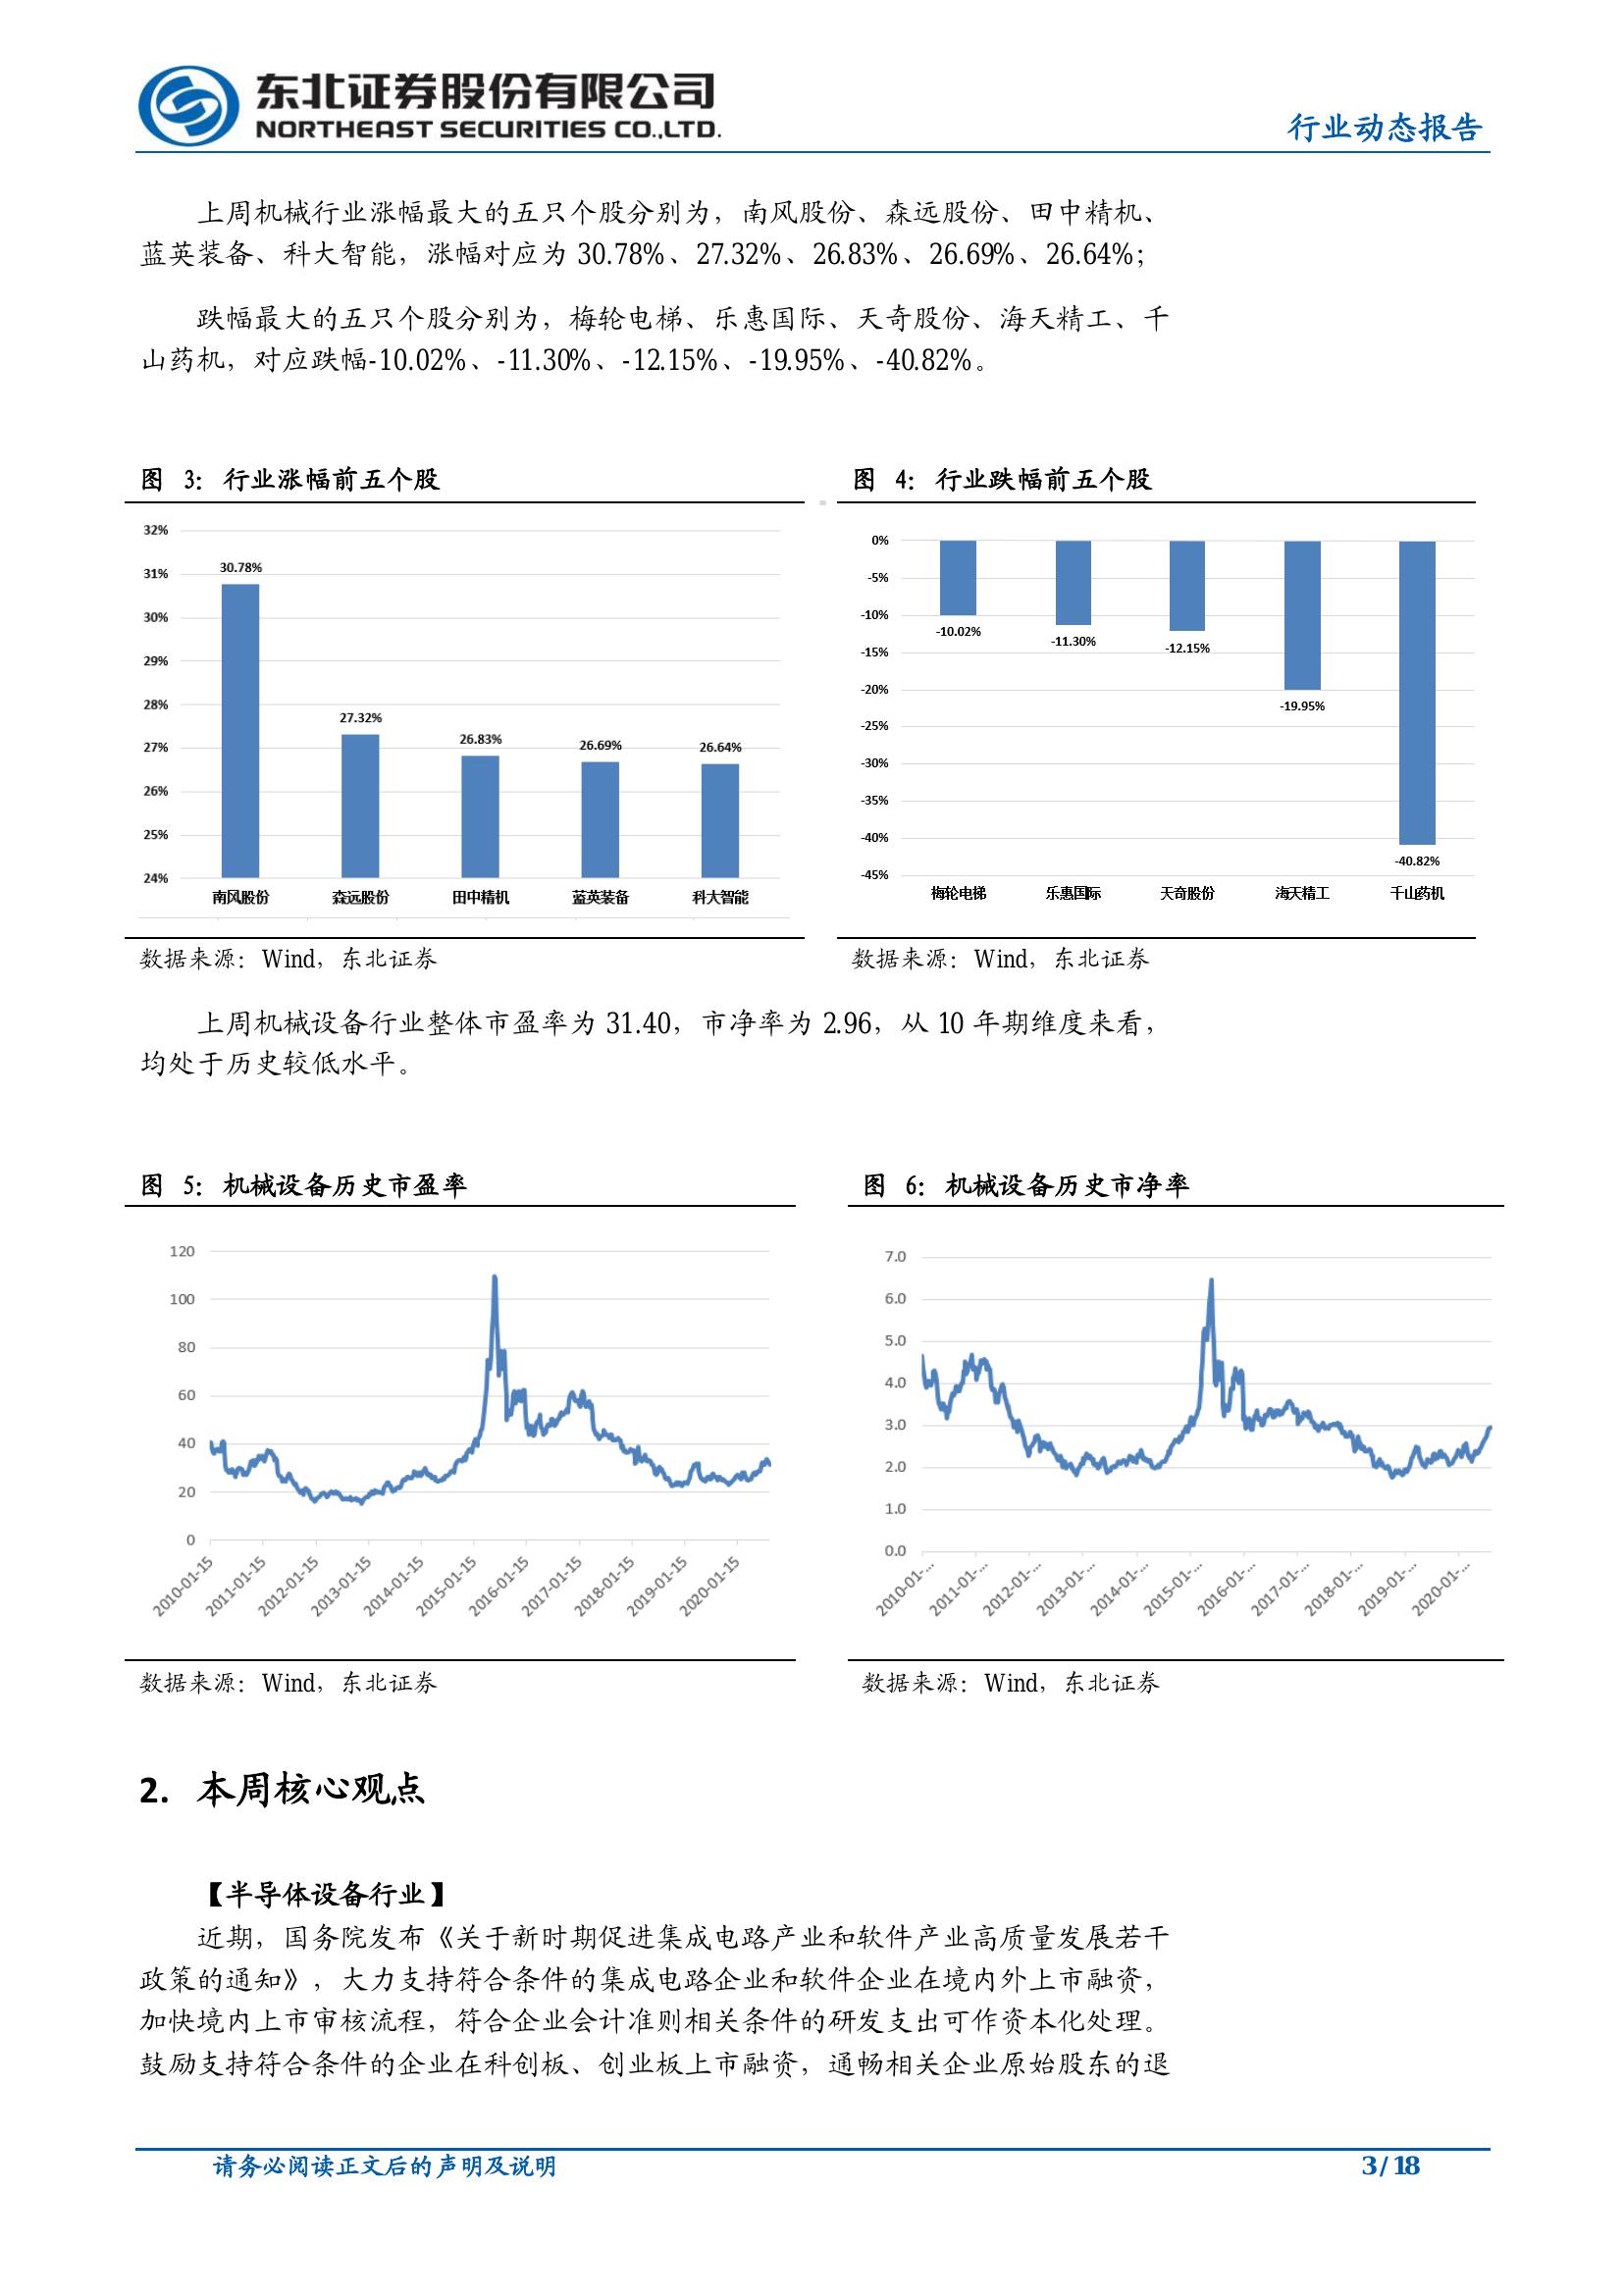 东北证券股份有限公司
NORTHEAST SECURITIES CO.,LTD.
行业动态报告
上周机械行业涨幅最大的五只个股分别为，南风股份、森远股份、田中精机、
蓝英装备、科大智能，涨幅对应为 30.78%、27.32%、26.83%、26.69%、26.64%；
跌幅最大的五只个股分别为，梅轮电梯、乐惠国际、天奇股份、海天精工、千
山药机，对应跌幅-10.02%、-11.30%、-12.15%、-19.95%、-40.82%。
图 3：行业涨幅前五个股
32%
31%
30%
29%
28%
27%
26%
25%
24%
30.78%
27.32%
26.83%
26.69%
26.64%
南风股份 森远股份 田中精机 蓝英装备 科大智能
数据来源：Wind，东北证券
图 4：行业跌幅前五个股
0%
-5%
-10%
-15%
-20%
-25%
-30%
-35%
-40%
-45%
-10.02%
-11.30%
-12.15%
-19.95%
-40.82%
梅轮电梯 乐惠国际 天奇股份 海天精工 千山药机
数据来源：Wind，东北证券
上周机械设备行业整体市盈率为 31.40，市净率为 2.96，从 10 年期维度来看，
均处于历史较低水平。
图 5：机械设备历史市盈率
120
100
80
60
40
20
0
2010-01-15 2011-01-15 2012-01-15 2013-01-15 2014-01-15 2015-01-15 2016-01-15 2017-01-15 2018-01-15 2019-01-15 2020-01-15
数据来源：Wind，东北证券
图 6：机械设备历史市净率
7.0
6.0
5.0
4.0
3.0
2.0
1.0
0.0
2010-01-… 2011-01-… 2012-01-… 2013-01-… 2014-01-… 2015-01-… 2016-01-… 2017-01-… 2018-01-… 2019-01-… 2020-01-…
数据来源：Wind，东北证券
2. 本周核心观点
【半导体设备行业】
近期，国务院发布《关于新时期促进集成电路产业和软件产业高质量发展若干
政策的通知》，大力支持符合条件的集成电路企业和软件企业在境内外上市融资，
加快境内上市审核流程，符合企业会计准则相关条件的研发支出可作资本化处理。
鼓励支持符合条件的企业在科创板、创业板上市融资，通畅相关企业原始股东的退
请务必阅读正文后的声明及说明
3 / 18